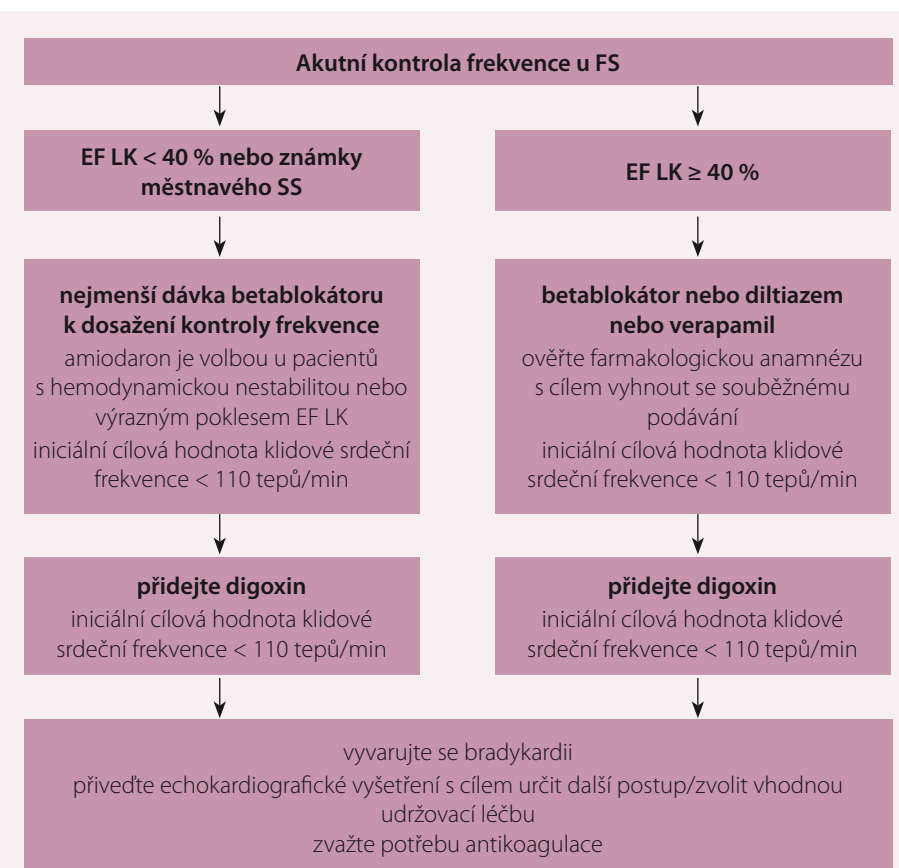 Akutní kontrola frekvence u FS
EF LK < 40 % nebo známky
městnavého SS
EF LK ≥ 40 %
nejmenší dávka betablokátoru
k dosažení kontroly frekvence
amiodaron je volbou u pacientů
s hemodynamickou nestabilitou nebo
výrazným poklesem EF LK
iniciální cílová hodnota klidové srdeční
frekvence < 110 tepů/min
betablokátor nebo diltiazem
nebo verapamil
ověřte farmakologickou anamnézu
s cílem vyhnout se souběžnému
podávání
iniciální cílová hodnota klidové
srdeční frekvence < 110 tepů/min
přidejte digoxin
iniciální cílová hodnota klidové
srdeční frekvence < 110 tepů/min
přidejte digoxin
iniciální cílová hodnota klidové
srdeční frekvence < 110 tepů/min
vyvarujte se bradykardii
přiveďte echokardiografické vyšetření s cílem určit další postup/zvolit vhodnou
udržovací léčbu
zvažte potřebu antikoagulace